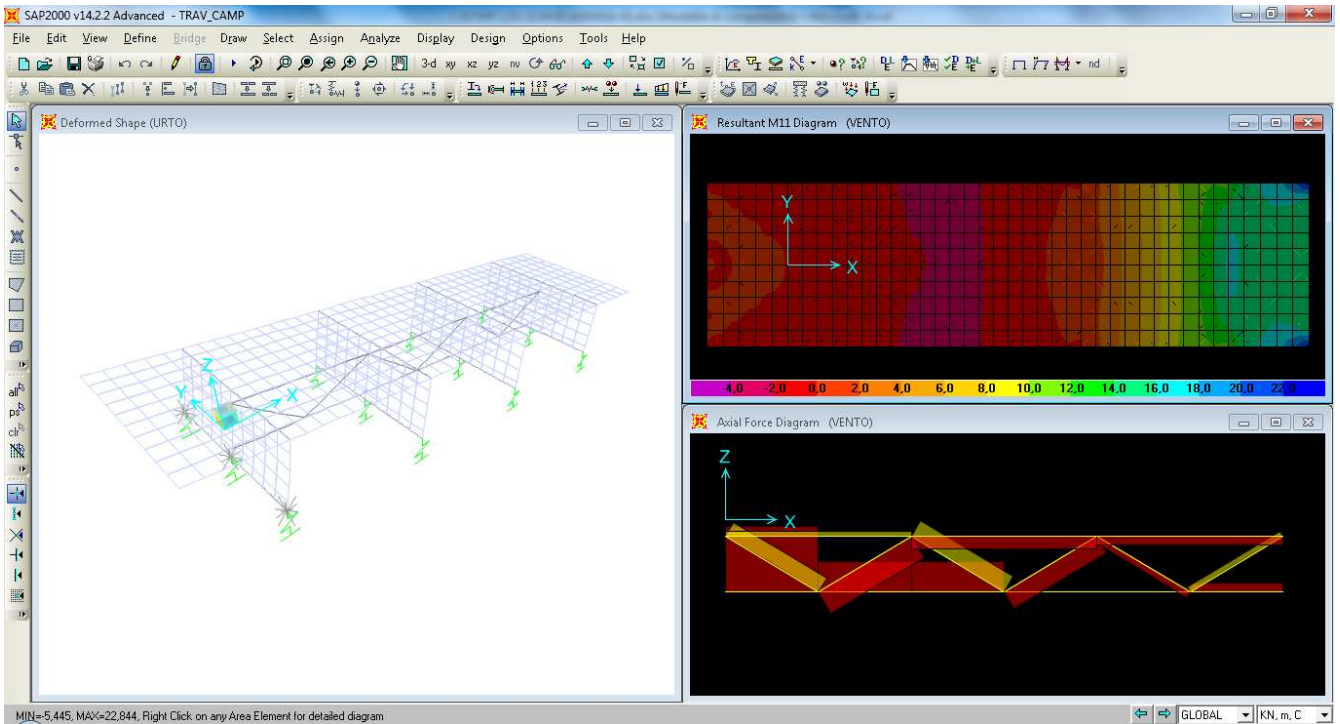 SAP2000 v14.2.2 Advanced - TRAV_CAMP
File Edit View Define Bridge Draw Select Assign Analyze Display Design Options Tools Help
3-d xy xz yz nv
nd
Deformed Shape (URTO)
Z
Y
X
all
ps
clr
Resultant M11 Diagram (VENTO)
Y
X
-4,0 -2,0 0,0 2,0 4,0 6,0 8,0 10,0 12,0 14,0 16,0 18,0 20,0 22,0
Axial Force Diagram (VENTO)
Z
X
MIN=-5,445, MAX=22,844, Right Click on any Area Element for detailed diagram
GLOBAL
KN, m, C